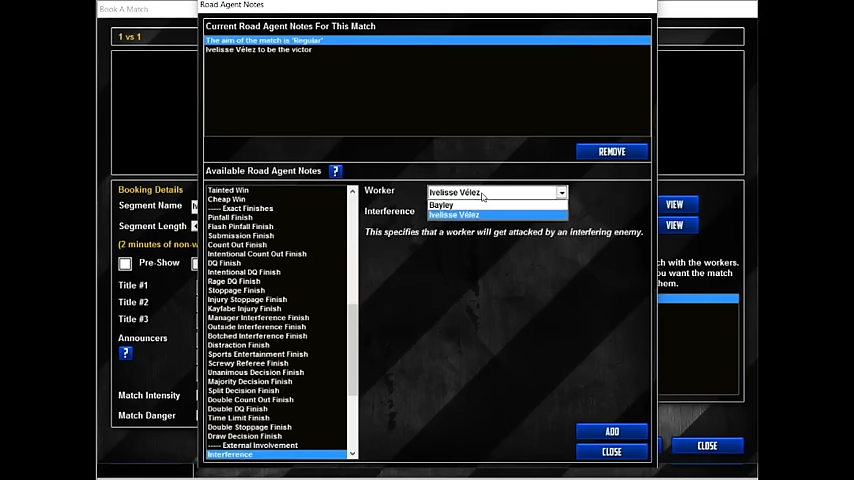 Book A Match
Road Agent Notes
1 vs 1
Current Road Agent Notes For This Match
The aim of the match is 'Regular'
Ivelisse Vélez to be the victor
REMOVE
Available Road Agent Notes ?
Tainted Win
Cheap Win
----- Exact Finishes
Pinfall Finish
Flash Pinfall Finish
Submission Finish
Count Out Finish
Intentional Count Out Finish
DQ Finish
Intentional DQ Finish
Rage DQ Finish
Stoppage Finish
Injury Stoppage Finish
Kayfabe Injury Finish
Manager Interference Finish
Outside Interference Finish
Botched Interference Finish
Distraction Finish
Sports Entertainment Finish
Screwy Referee Finish
Unanimous Decision Finish
Majority Decision Finish
Split Decision Finish
Double Count Out Finish
Double DQ Finish
Time Limit Finish
Double Stoppage Finish
Draw Decision Finish
----- External Involvement
Interference
Worker
Ivelisse Vélez
Bayley
Ivelisse Vélez
Interference
This specifies that a worker will get attacked by an interfering enemy.
ADD
CLOSE
Booking Details
Segment Name
Segment Length
(2 minutes of non-w
Pre-Show
Title #1
Title #2
Title #3
Announcers
?
Match Intensity
Match Danger
VIEW
VIEW
ch with the workers.
ou want the match
hem.
CLOSE